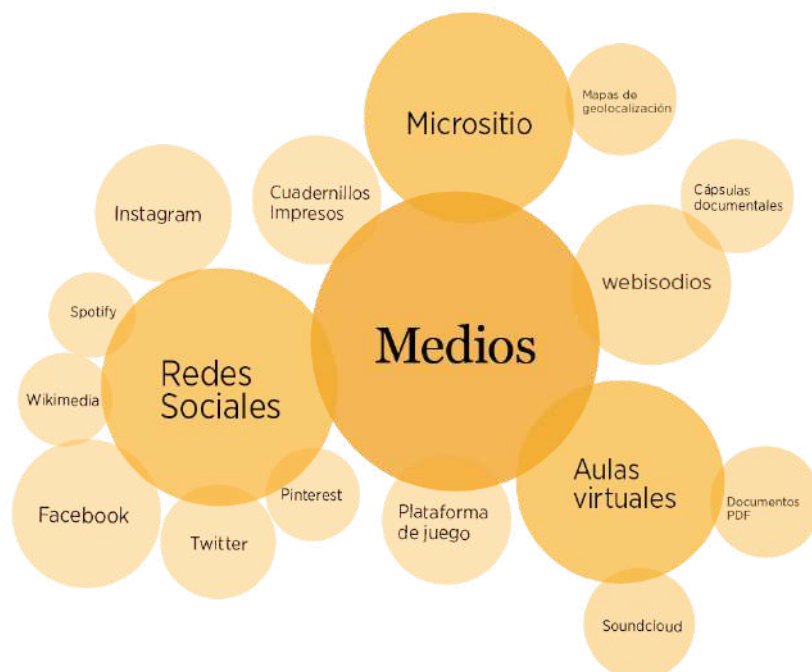 Micrositio
Mapas de
geolocalización
Cápsulas
documentales
Cuadernillos
Impresos
Instagram
webisodios
Spotify
Medios
Redes
Sociales
Wikimedia
Aulas
virtuales
Pinterest
Documentos
PDF
Facebook
Plataforma
de juego
Twitter
Soundcloud